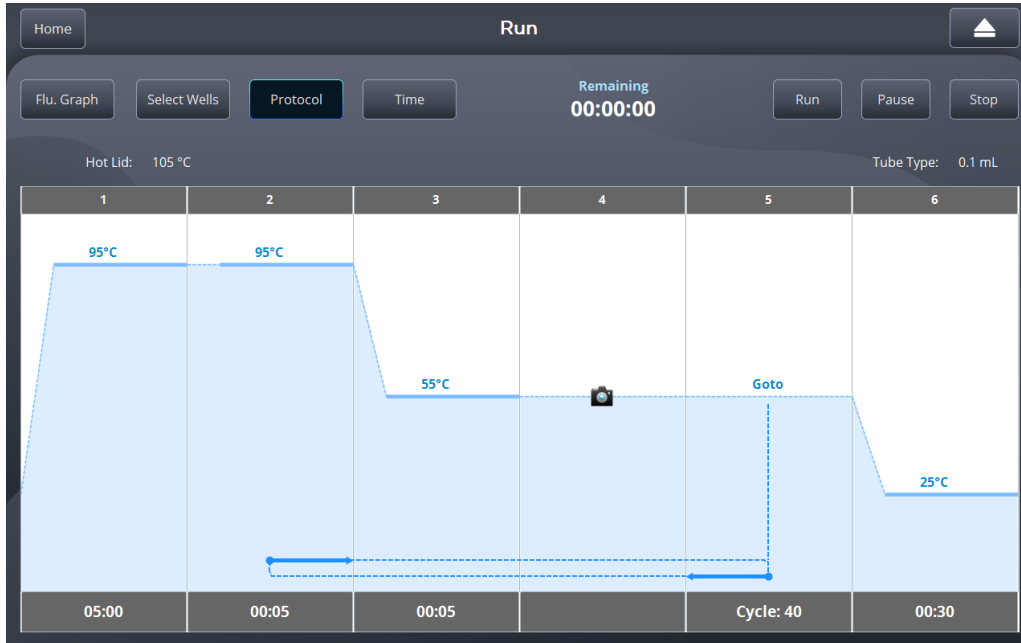 Home
Run
Flu. Graph
Select Wells
Protocol
Time
Remaining
00:00:00
Run
Pause
Stop
Hot Lid: 105 °C
Tube Type: 0.1 mL
1 2 3 4 5 6
95°C 95°C
55°C
Goto
25°C
05:00 00:05 00:05 Cycle: 40 00:30